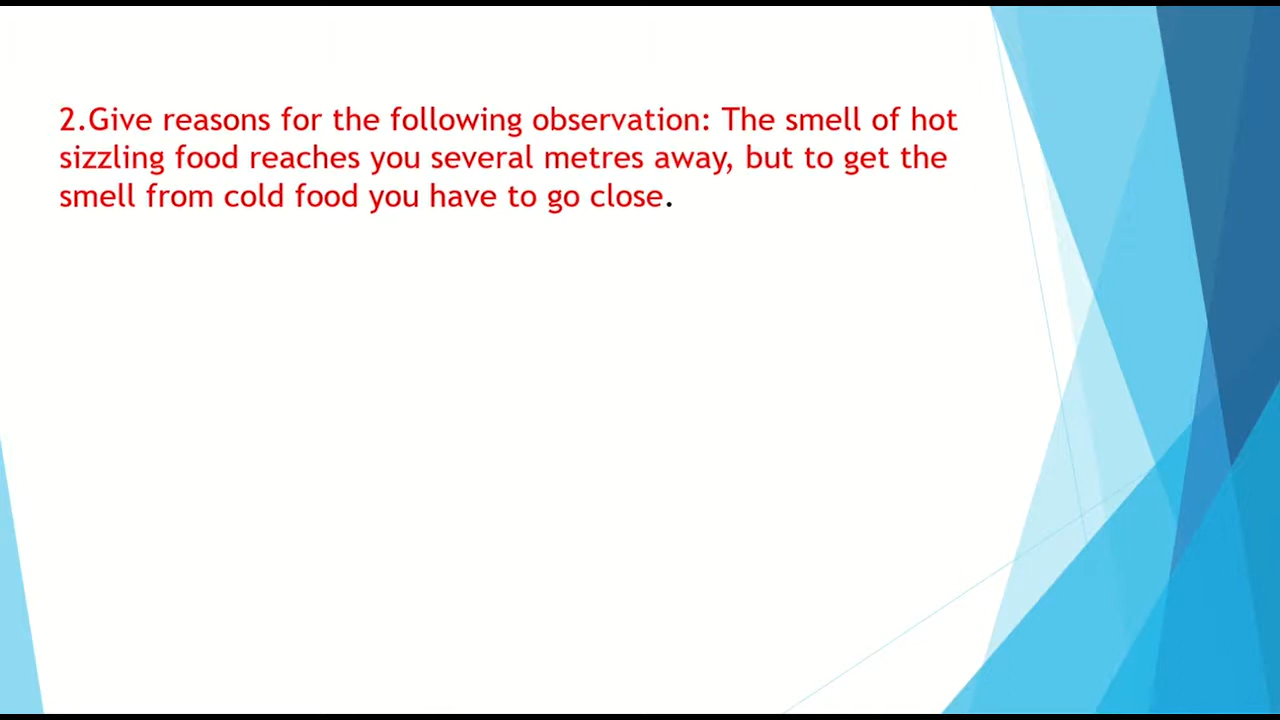 2.Give reasons for the following observation: The smell of hot
sizzling food reaches you several metres away, but to get the
smell from cold food you have to go close.